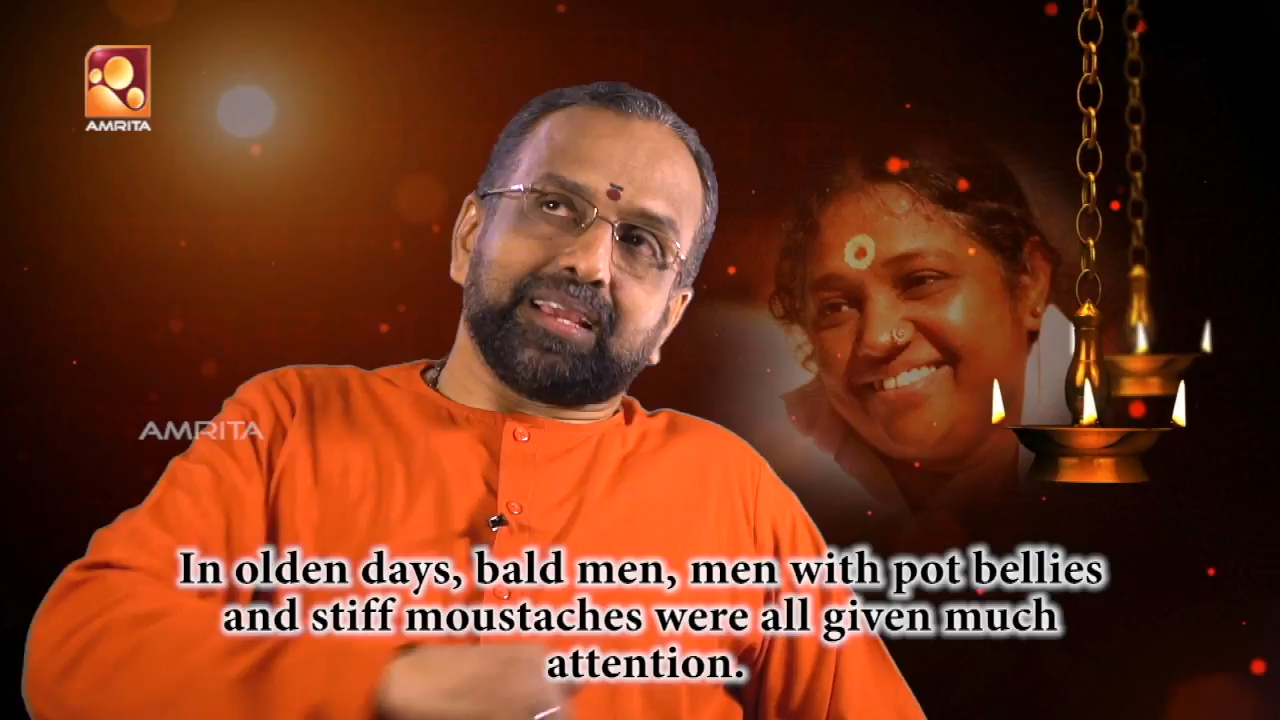 AMRITA
AMRITA
In olden days, bald men, men with pot bellies
and stiff moustaches were all given much
attention.